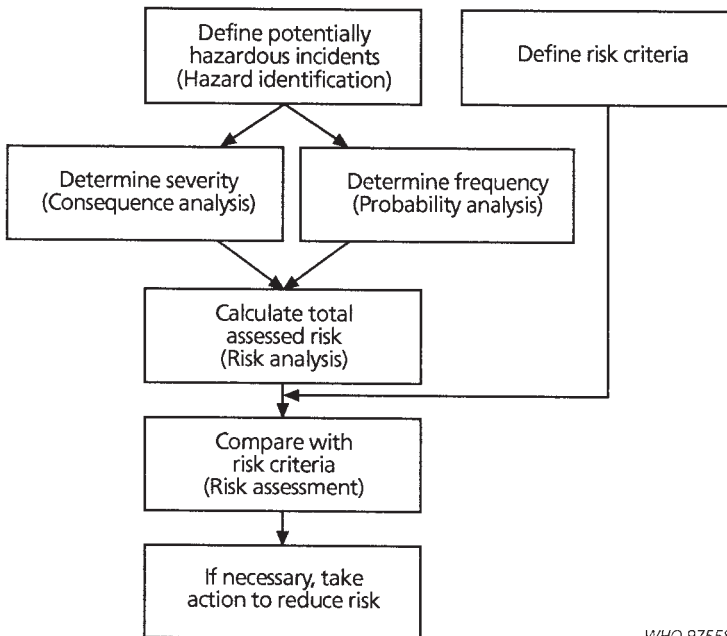 Define potentially
hazardous incidents
(Hazard identification)
Define risk criteria
Determine severity
(Consequence analysis)
Determine frequency
(Probability analysis)
Calculate total
assessed risk
(Risk analysis)
Compare with
risk criteria
(Risk assessment)
If necessary, take
action to reduce risk
WHO